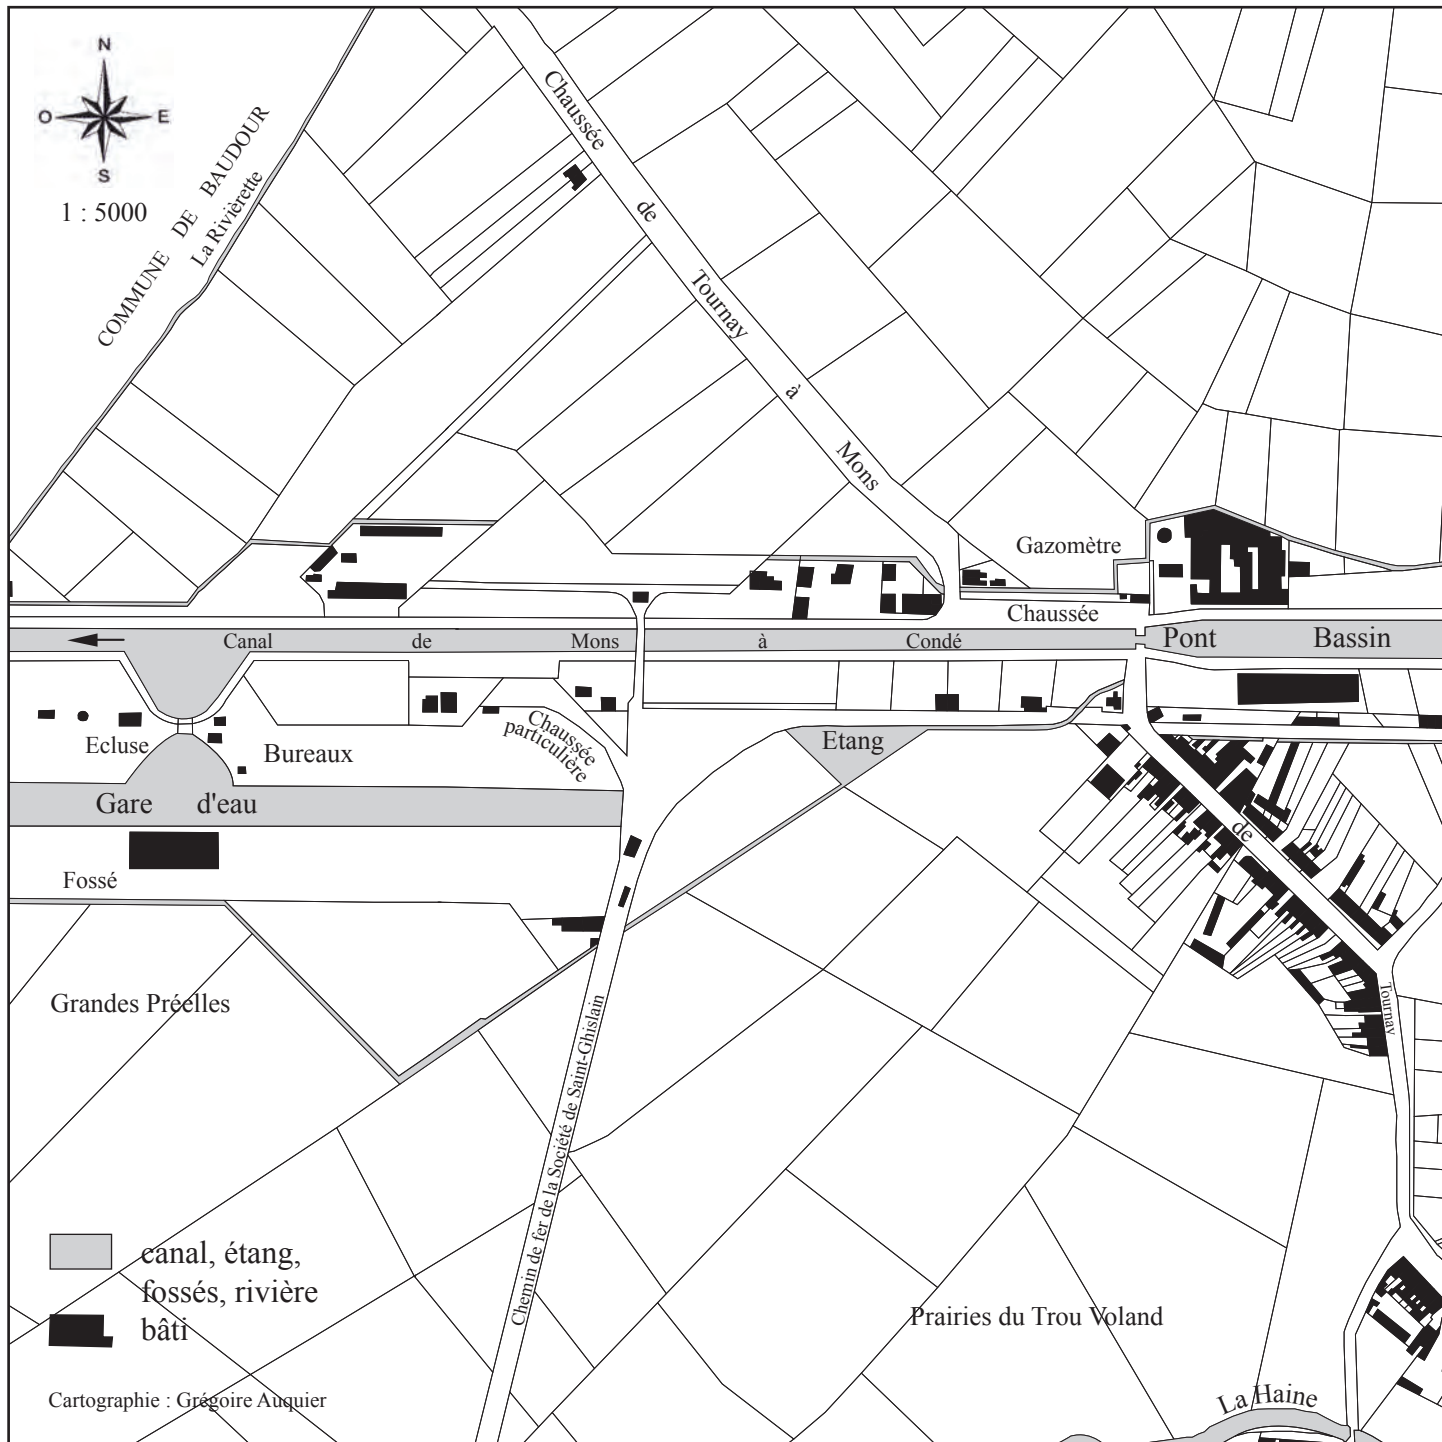 N
O
E
S
1 : 5000
COMMUNE DE BAUDOUR
La Rivièrette
Chaussée
de
Tournay
à
Mons
Gazomètre
Chaussée
Canal de Mons à Condé
Pont
Bassin
Ecluse
Bureaux
Chaussée
particulière
Etang
Gare d'eau
de
Fossé
Tournay
Grandes Préelles
Chemin de fer de la Société de Saint-Ghislain
canal, étang,
fossés, rivière
bâti
Prairies du Trou Voland
La Haine
Cartographie : Grégoire Auquier